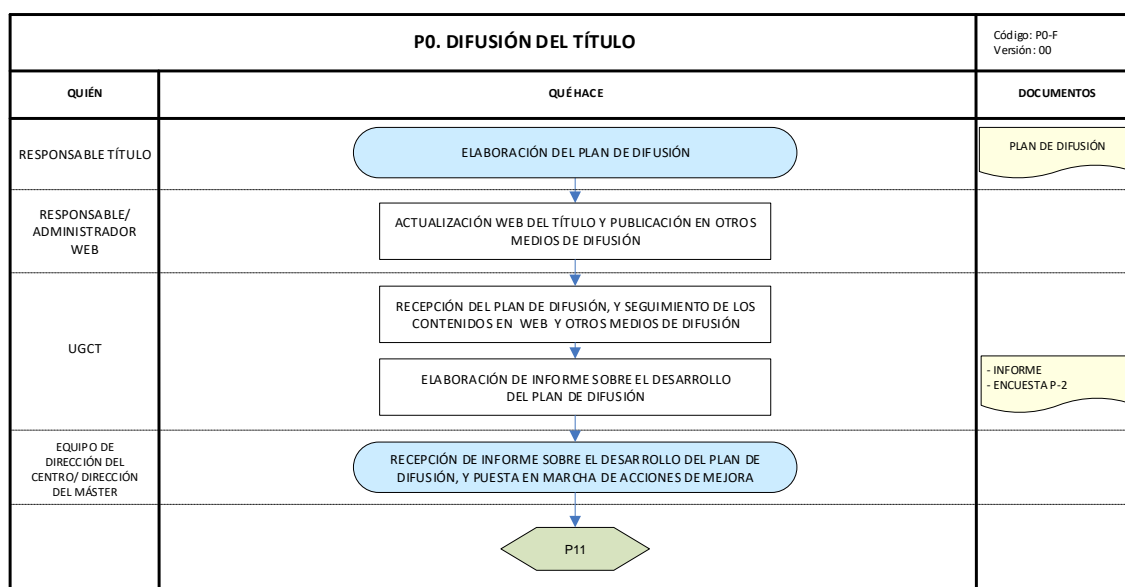 P0. DIFUSIÓN DEL TÍTULO
Código: P0-F
Versión: 00
QUIÉN
QUÉ HACE
DOCUMENTOS
RESPONSABLE TÍTULO
ELABORACIÓN DEL PLAN DE DIFUSIÓN
PLAN DE DIFUSIÓN
RESPONSABLE/
ADMINISTRADOR
WEB
ACTUALIZACIÓN WEB DEL TÍTULO Y PUBLICACIÓN EN OTROS
MEDIOS DE DIFUSIÓN
UGCT
RECEPCIÓN DEL PLAN DE DIFUSIÓN, Y SEGUIMIENTO DE LOS
CONTENIDOS EN WEB Y OTROS MEDIOS DE DIFUSIÓN
ELABORACIÓN DE INFORME SOBRE EL DESARROLLO
DEL PLAN DE DIFUSIÓN
- INFORME
- ENCUESTA P-2
EQUIPO DE
DIRECCIÓN DEL
CENTRO/ DIRECCIÓN
DEL MÁSTER
RECEPCIÓN DE INFORME SOBRE EL DESARROLLO DEL PLAN DE
DIFUSIÓN, Y PUESTA EN MARCHA DE ACCIONES DE MEJORA
P11